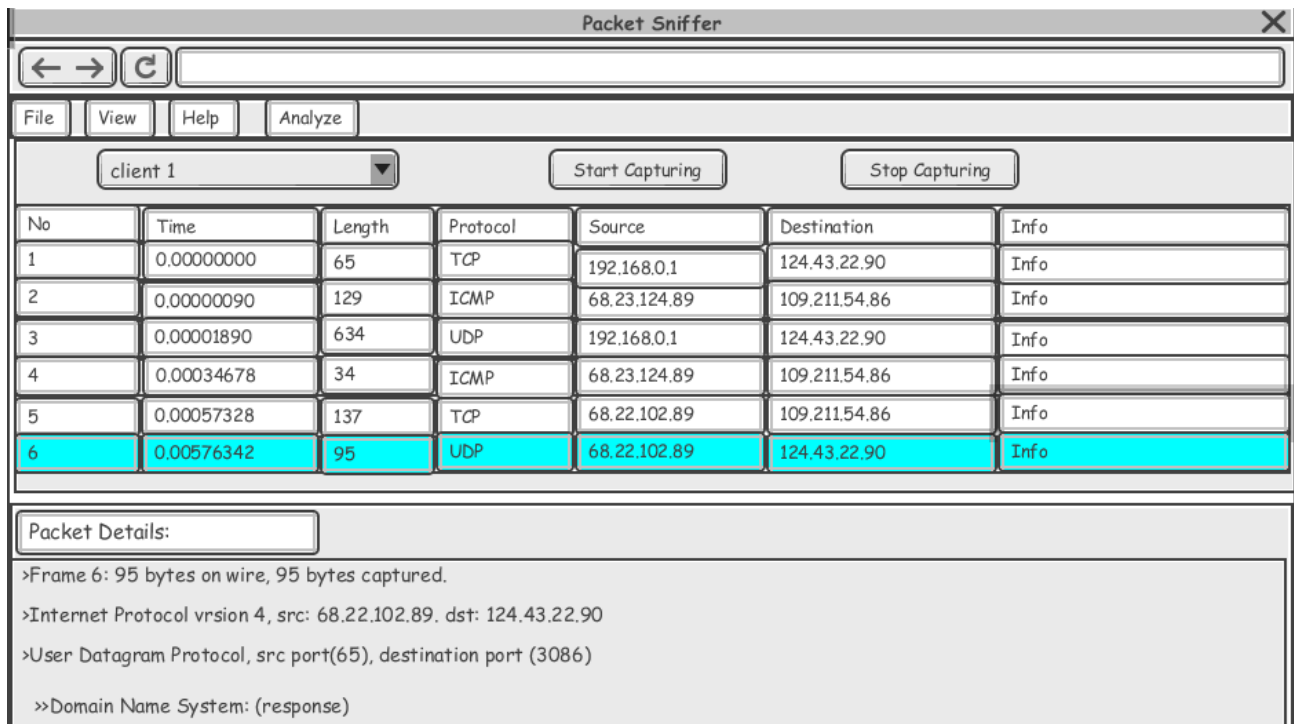 Packet Sniffer
File View Help Analyze
client 1 Start Capturing Stop Capturing
No Time Length Protocol Source Destination Info
1 0.00000000 65 TCP 192.168.0.1 124.43.22.90 Info
2 0.00000090 129 ICMP 68.23.124.89 109.211.54.86 Info
3 0.00001890 634 UDP 192.168.0.1 124.43.22.90 Info
4 0.00034678 34 ICMP 68.23.124.89 109.211.54.86 Info
5 0.00057328 137 TCP 68.22.102.89 109.211.54.86 Info
6 0.00576342 95 UDP 68.22.102.89 124.43.22.90 Info
Packet Details:
>Frame 6: 95 bytes on wire, 95 bytes captured.
>Internet Protocol vrsion 4, src: 68.22.102.89. dst: 124.43.22.90
>User Datagram Protocol, src port(65), destination port (3086)
>>Domain Name System: (response)